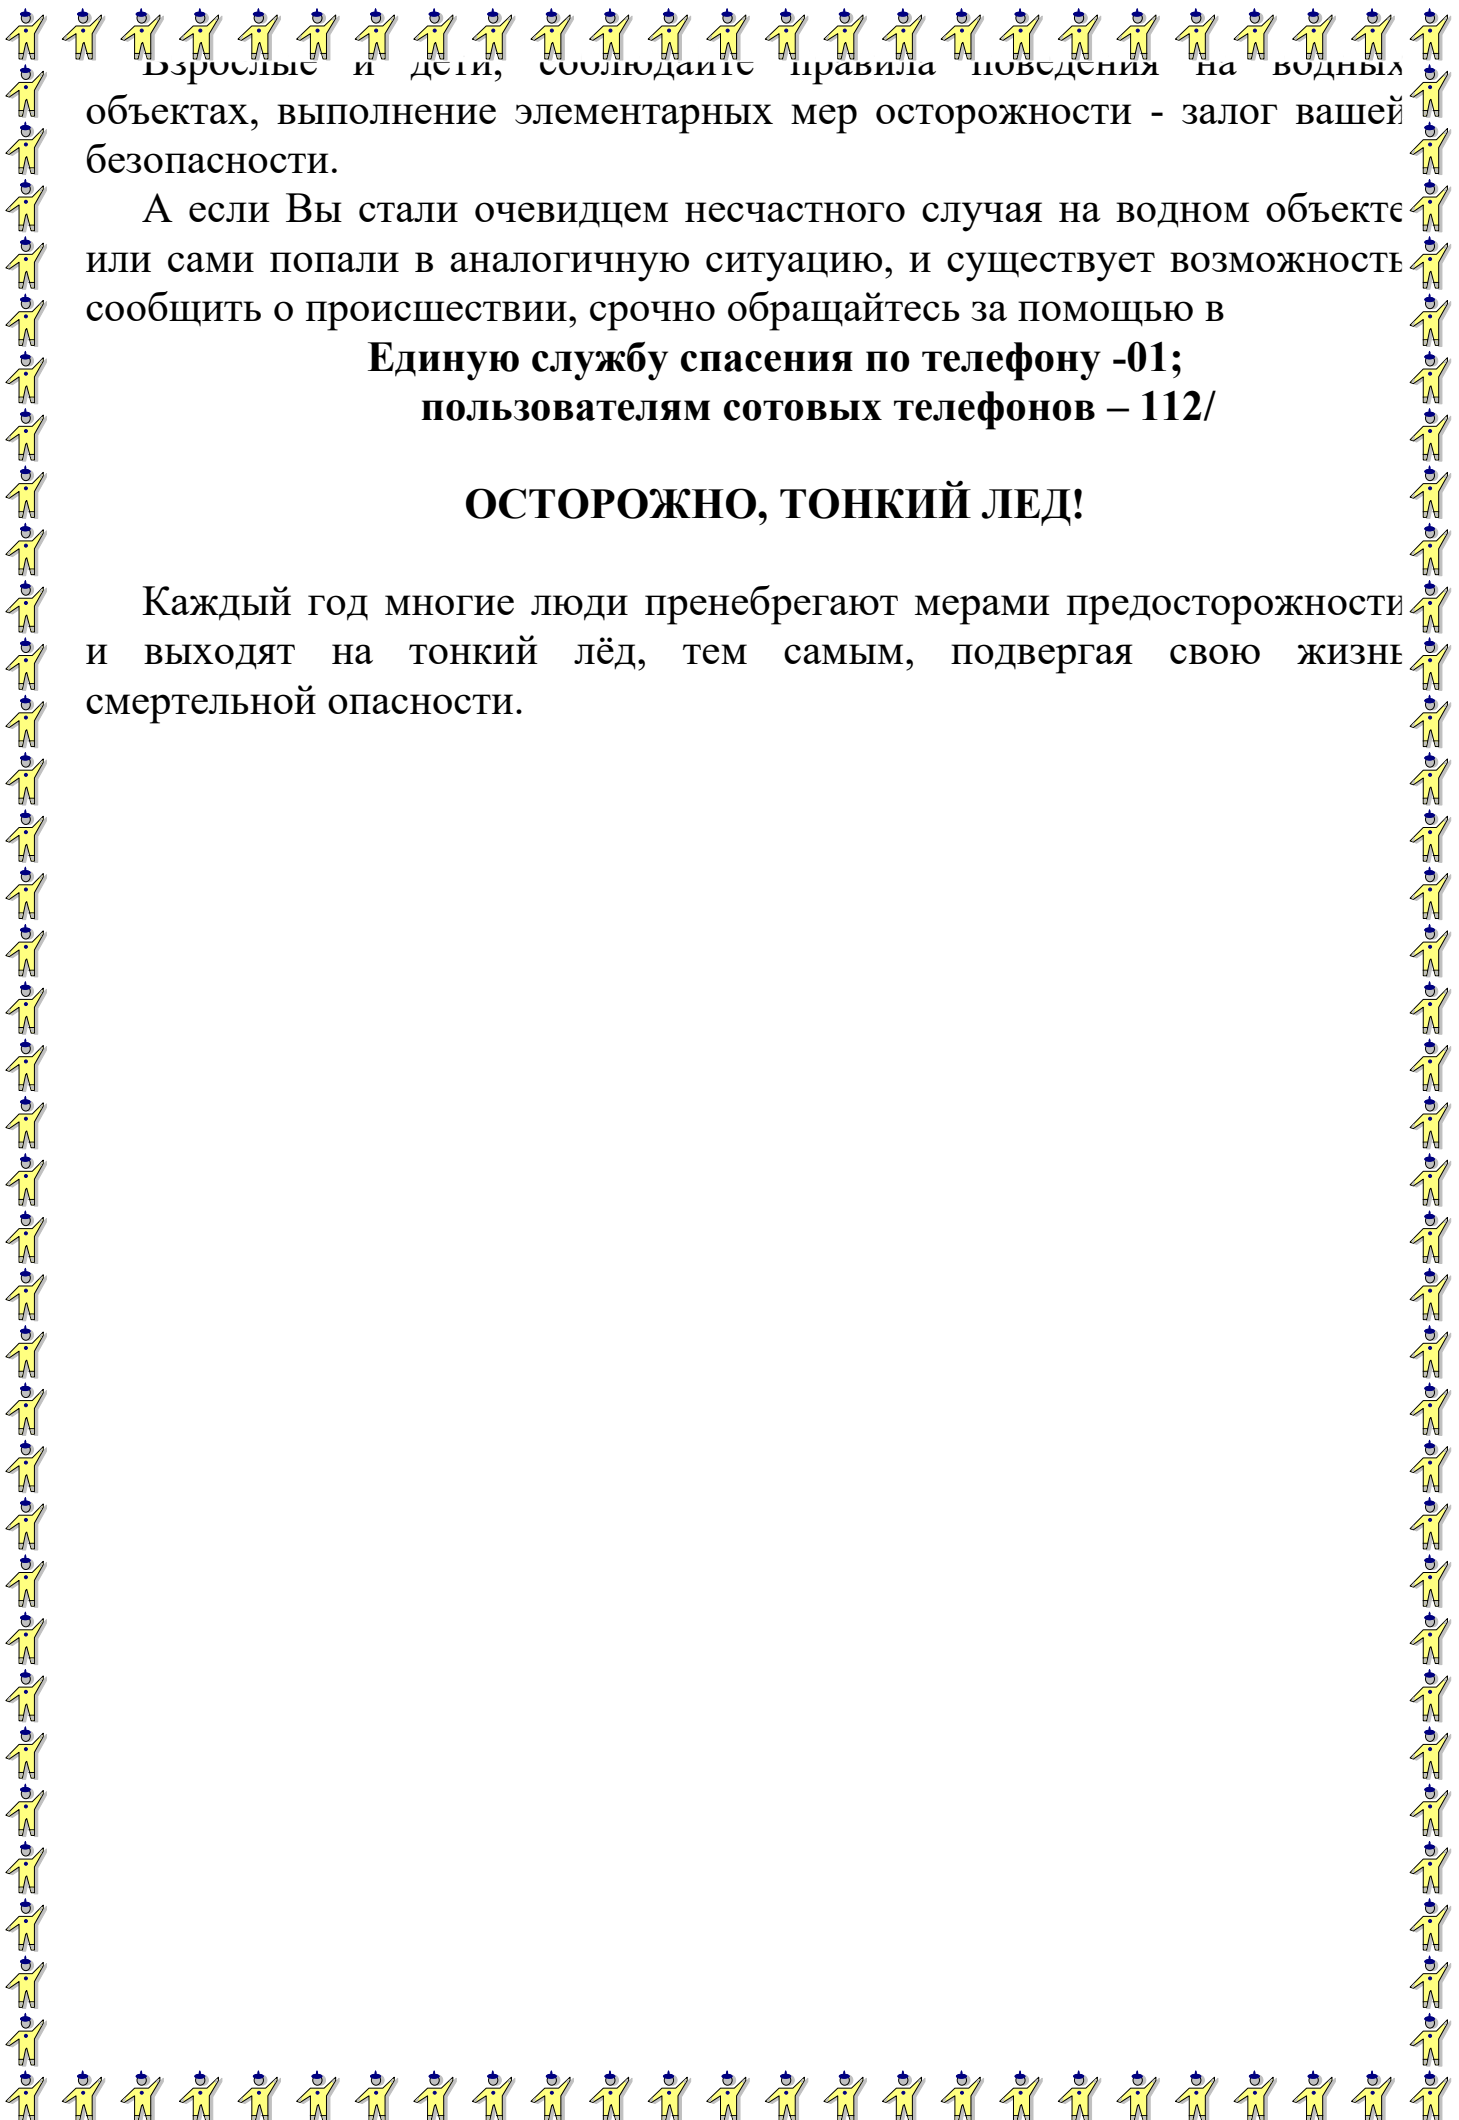 Взрослые и дети, соблюдайте правила поведения на водных
объектах, выполнение элементарных мер осторожности - залог вашей
безопасности.
А если Вы стали очевидцем несчастного случая на водном объекте
или сами попали в аналогичную ситуацию, и существует возможность
сообщить о происшествии, срочно обращайтесь за помощью в
Единую службу спасения по телефону -01;
пользователям сотовых телефонов – 112/
ОСТОРОЖНО, ТОНКИЙ ЛЕД!
Каждый год многие люди пренебрегают мерами предосторожности
и выходят на тонкий лёд, тем самым, подвергая свою жизнь
смертельной опасности.